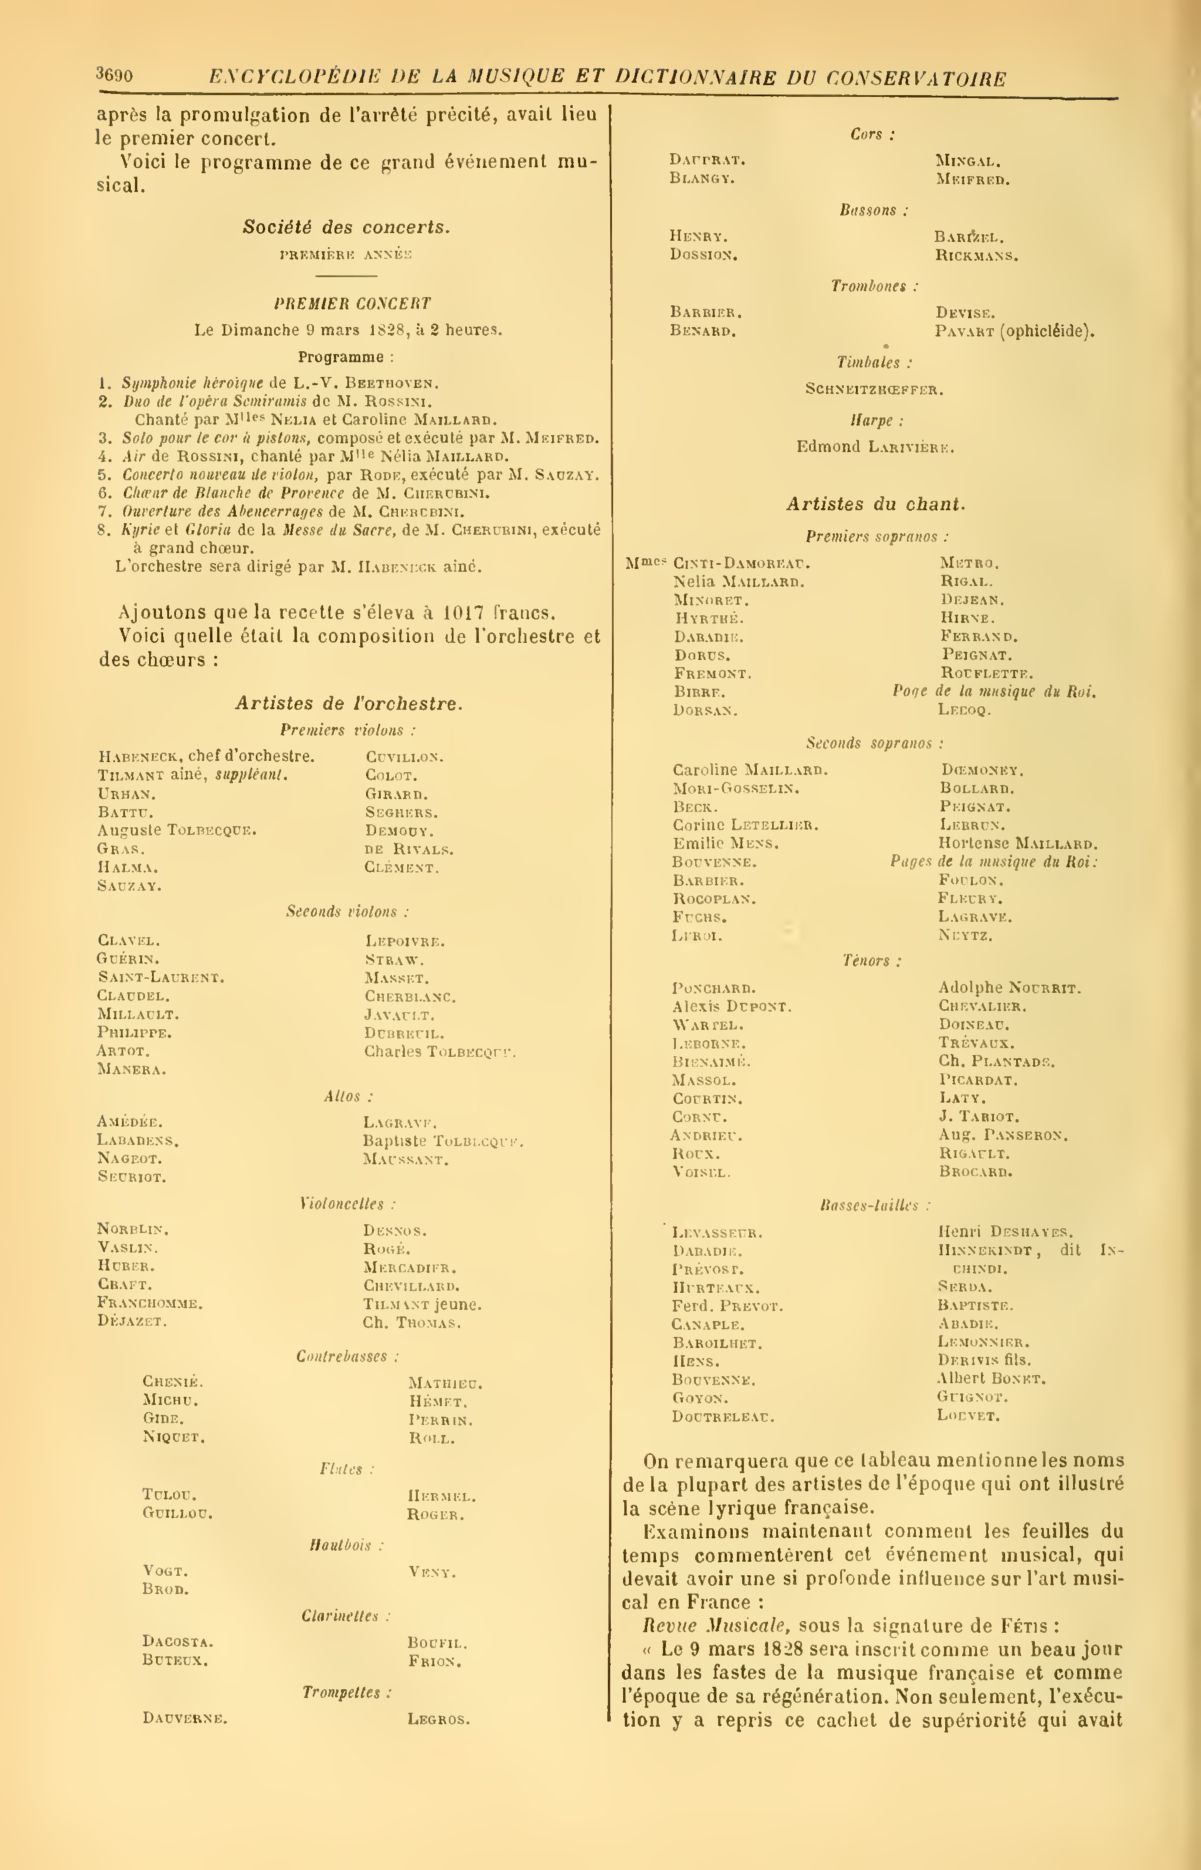 3690 ENCYCLOPÉDIE DE LA MUSIQUE ET DICTIONNAIRE DU CONSERVATOIRE
après la promulgation de l'arrêté précité, avait lieu
le premier concert.
Voici le programme de ce grand événement mu-
sical.
Société des concerts.
PREMIÈRE ANNÉE
PREMIER CONCERT
Le Dimanche 9 mars 1828, à 2 heures.
Programme :
1. Symphonie héroïque de L.-V. BEETHOVEN.
2. Duo de l'opéra Semiramis de M. ROSSINI.
Chanté par Mlles NELIA et Caroline MAILLARD.
3. Solo pour le cor à pistons, composé et exécuté par M. MEIFRED.
4. Air de ROSSINI, chanté par Mlle Nélia MAILLARD.
5. Concerto nouveau de violon, par RODE, exécuté par M. SAUZAY.
6. Chœur de Blanche de Provence de M. CHERUBINI.
7. Ouverture des Abencerrages de M. CHERUBINI.
8. Kyrie et Gloria de la Messe du Sacre, de M. CHERUBINI, exécuté
à grand chœur.
L'orchestre sera dirigé par M. HABENECK aîné.
Ajoutons que la recette s'éleva à 1017 francs.
Voici quelle était la composition de l'orchestre et
des chœurs :
Artistes de l'orchestre.
Premiers violons :
HABENECK, chef d'orchestre. CUVILLON.
TILMANT aîné, suppléant. COLOT.
URHAN. GIRARD.
BATTU. SEGHERS.
Auguste TOLBECQUE. DEMOUY.
GRAS. DE RIVALS.
HALMA. CLÉMENT.
SAUZAY.
Seconds violons :
CLAVEL. LEPOIVRE.
GUÉRIN. STRAW.
SAINT-LAURENT. MASSET.
CLAUDEL. CHERBLANC.
MILLAULT. JAVAULT.
PHILIPPE. DUBREUIL.
ARTOT. Charles TOLBECQUE.
MANERA.
Altos :
AMÉDÉE. LAGRAVE.
LABADENS. Baptiste TOLBECQUE.
NAGEOT. MAUSSANT.
SEURIOT.
Violoncelles :
NORBLIN. DESNOS.
VASLIN. ROGÉ.
HUBER. MERCADIER.
CRAFT. CHEVILLARD.
FRANCHOMME. TILMANT jeune.
DÉJAZET. Ch. THOMAS.
Contrebasses :
CHENIÉ. MATHIEU.
MICHU. HÉMET.
GIDE. PERRIN.
NIQUET. ROLL.
Flûtes :
TULOU. HERMEL.
GUILLOU. ROGER.
Hautbois :
VOGT. VENY.
BROD.
Clarinettes :
DACOSTA. BOUFIL.
BUTEUX. FRION.
Trompettes :
DAUVERNE. LEGROS.
Cors :
DAUPRAT. MINGAL.
BLANGY. MEIFRED.
Bassons :
HENRY. BARIZEL.
DOSSION. RICKMANS.
Trombones :
BARBIER. DEVISE.
BENARD. PAVART (ophicléide).
Timbales :
SCHNEITZHŒFFER.
Harpe :
Edmond LARIVIÈRE.
Artistes du chant.
Premiers sopranos :
Mmes CINTI-DAMOREAU. METRO.
Nelia MAILLARD. RIGAL.
MINORET. DEJEAN.
HYRTHÉ. HIRNE.
DABADIE. FERRAND.
DORUS. PEIGNAT.
FREMONT. ROUFLETTE.
BIRRE. Page de la musique du Roi.
DORSAN. LECOQ.
Seconds sopranos :
Caroline MAILLARD. DŒMONEY.
MORI-GOSSELIN. BOLLARD.
BECK. PEIGNAT.
Corine LETELLIER. LEBRUN.
Emilie MENS. Hortense MAILLARD.
BOUVENNE. Pages de la musique du Roi:
BARBIER. FOULON.
ROCOPLAN. FLEURY.
FUCHS. LAGRAVE.
LEROI. NEYTZ.
Ténors :
PONCHARD. Adolphe NOURRIT.
Alexis DUPONT. CHEVALIER.
WARTEL. DOINEAU.
LEBORNE. TRÉVAUX.
BIENAIMÉ. Ch. PLANTADE.
MASSOL. PICARDAT.
COURTIN. LATY.
CORNU. J. TARIOT.
ANDRIEU. Aug. PANSERON.
ROUX. RIGAULT.
VOISEL. BROCARD.
Basses-tailles :
LEVASSEUR. Henri DESHAYES.
DABADIE. HINNEKINDT, dit IN-
PRÉVOST. CHINDI.
HURTEAUX. SERDA.
Ferd. PREVOT. BAPTISTE.
CANAPLE. ABADIE.
BAROILHET. LEMONNIER.
HENS. DERIVIS fils.
BOUVENNE. Albert BONET.
GOYON. GUIGNOT.
DOUTRELEAU. LOUVET.
On remarquera que ce tableau mentionne les noms
de la plupart des artistes de l'époque qui ont illustré
la scène lyrique française.
Examinons maintenant comment les feuilles du
temps commentèrent cet événement musical, qui
devait avoir une si profonde influence sur l'art musi-
cal en France :
Revue Musicale, sous la signature de FÉTIS :
« Le 9 mars 1828 sera inscrit comme un beau jour
dans les fastes de la musique française et comme
l'époque de sa régénération. Non seulement, l'exécu-
tion y a repris ce cachet de supériorité qui avait